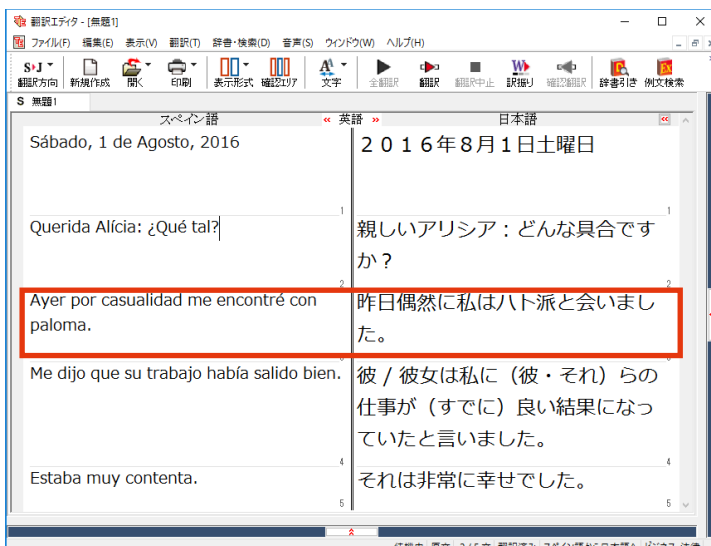 翻訳エディタ - [無題1]
ファイル(F) 編集(E) 表示(V) 翻訳(T) 辞書・検索(D) 音声(S) ウィンドウ(W) ヘルプ(H)
S›J
翻訳方向 新規作成 開く 印刷 表示形式 確認エリア 文字 全翻訳 翻訳 翻訳中止 訳振り 確認翻訳 辞書引き 例文検索
S 無題1
スペイン語 « 英語 » 日本語 «
Sábado, 1 de Agosto, 2016
2016年8月1日土曜日
1
1
Querida Alícia: ¿Qué tal?
親しいアリシア：どんな具合です
か？
2
2
Ayer por casualidad me encontré con
paloma.
昨日偶然に私はハト派と会いまし
た。
Me dijo que su trabajo había salido bien.
彼 / 彼女は私に（彼・それ）らの
仕事が（すでに）良い結果になっ
ていたと言いました。
4
4
Estaba muy contenta.
それは非常に幸せでした。
5
5